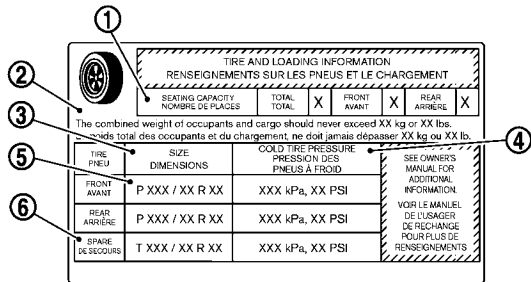 ①
TIRE AND LOADING INFORMATION
RENSEIGNEMENTS SUR LES PNEUS ET LE CHARGEMENT
②
SEATING CAPACITY
NOMBRE DE PLACES
TOTAL
TOTAL
X
FRONT
AVANT
X
REAR
ARRIÈRE
X
The combined weight of occupants and cargo should never exceed XX kg or XX lbs.
poids total des occupants et du chargement, ne doit jamais dépasser XX kg ou XX lb.
③
④
TIRE
PNEU
SIZE
DIMENSIONS
COLD TIRE PRESSURE
PRESSION DES
PNEUS À FROID
SEE OWNER'S
MANUAL FOR
ADDITIONAL
INFORMATION.
VOIR LE MANUEL
DE L'USAGER
DE RECHANGE
POUR PLUS DE
RENSEIGNEMENTS
⑤
FRONT
AVANT
P XXX / XX R XX
XXX kPa, XX PSI
REAR
ARRIÈRE
P XXX / XX R XX
XXX kPa, XX PSI
⑥
SPARE
DE SECOURS
T XXX / XX R XX
XXX kPa, XX PSI